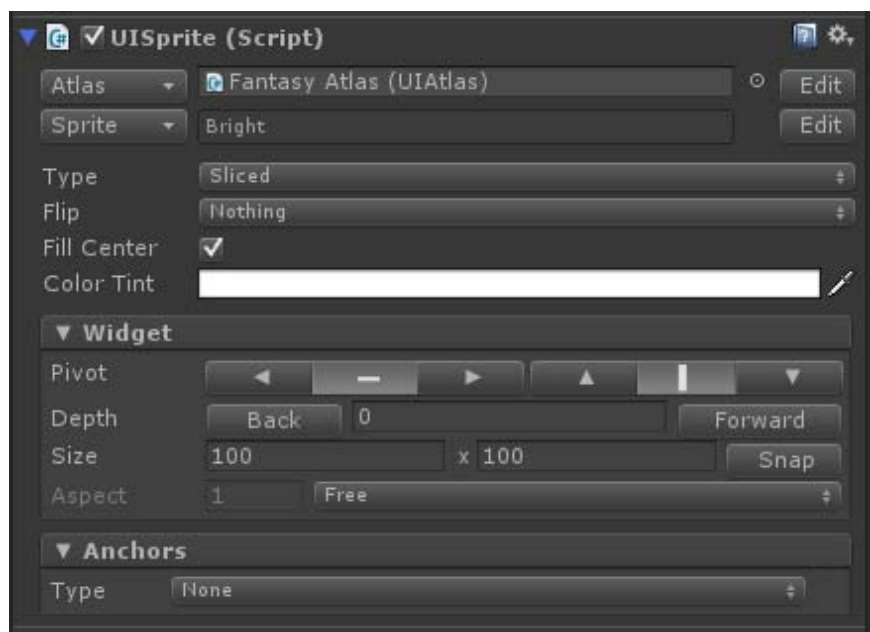 UISprite (Script)
Atlas Fantasy Atlas (UIAtlas) Edit
Sprite Bright Edit
Type Sliced
Flip Nothing
Fill Center
Color Tint
Widget
Pivot
Depth Back 0 Forward
Size 100 x 100 Snap
Aspect 1 Free
Anchors
Type None